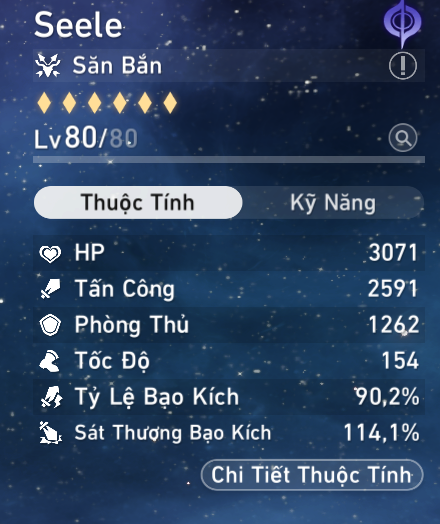 Seele
Săn Bắn
Lv80/80
Thuộc Tính Kỹ Năng
HP 3071
Tấn Công 2591
Phòng Thủ 1262
Tốc Độ 154
Tỷ Lệ Bạo Kích 90,2%
Sát Thương Bạo Kích 114,1%
Chi Tiết Thuộc Tính